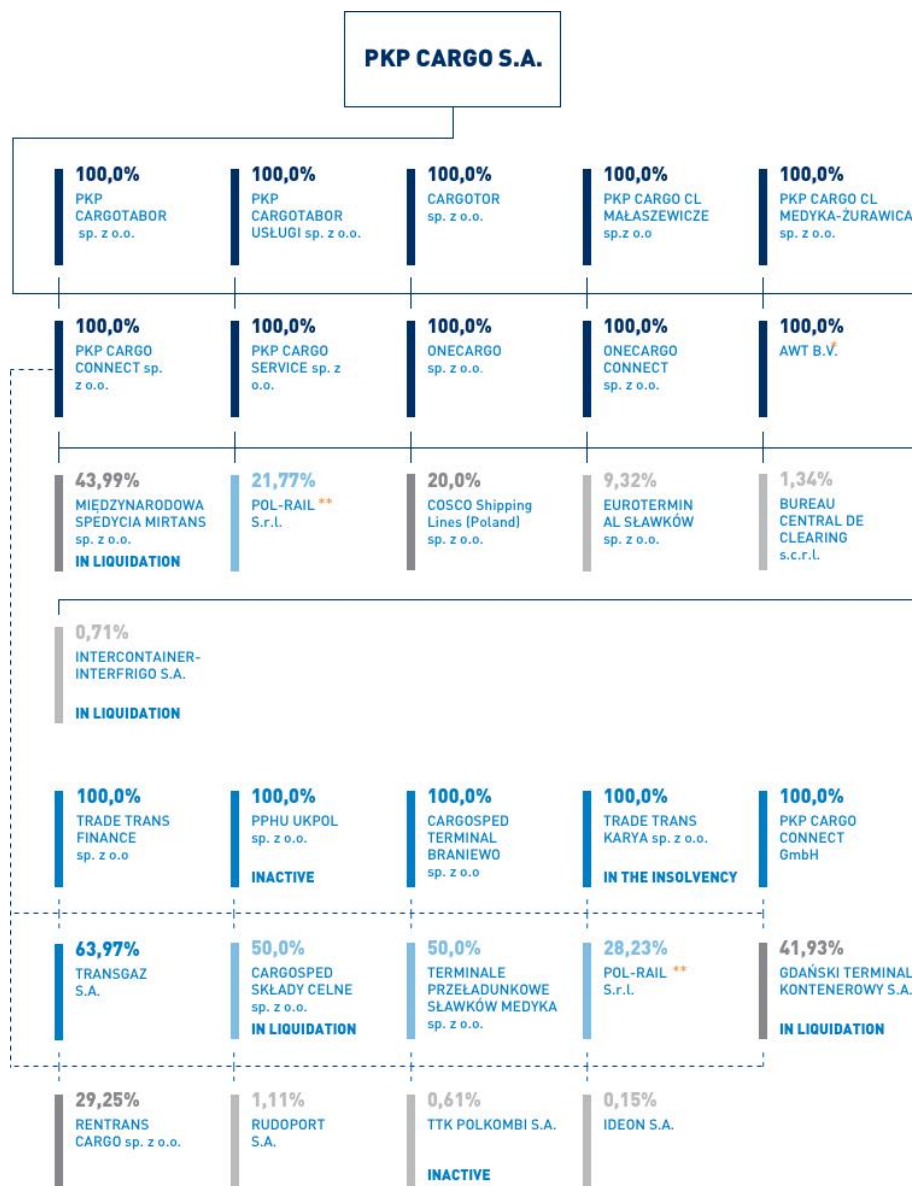 PKP CARGO S.A.
100,0%
PKP
CARGOTABOR
sp. z o.o.
100,0%
PKP
CARGOTABOR
USŁUGI sp. z o.o.
100,0%
CARGOTOR
sp. z o.o.
100,0%
PKP CARGO CL
MAŁASZEWICZE
sp.z o.o
100,0%
PKP CARGO CL
MEDYKA-ŻURAWICA
sp. z o.o.
100,0%
PKP CARGO
CONNECT sp.
z o.o.
100,0%
PKP CARGO
SERVICE sp. z
o.o.
100,0%
ONECARGO
sp. z o.o.
100,0%
ONECARGO
CONNECT
sp. z o.o.
100,0%
AWT B.V.*
43,99%
MIĘDZYNARODOWA
SPEDYCIA MIRTANS
sp. z o.o.
IN LIQUIDATION
21,77%
POL-RAIL **
S.r.l.
20,0%
COSCO Shipping
Lines (Poland)
sp. z o.o.
9,32%
EUROTERMIN
AL SŁAWKÓW
sp. z o.o.
1,34%
BUREAU
CENTRAL DE
CLEARING
s.c.r.l.
0,71%
INTERCONTAINER-
INTERFRIGO S.A.
IN LIQUIDATION
100,0%
TRADE TRANS
FINANCE
sp. z o.o
100,0%
PPHU UKPOL
sp. z o.o.
INACTIVE
100,0%
CARGOSPED
TERMINAL
BRANIEWO
sp. z o.o
100,0%
TRADE TRANS
KARYA sp. z o.o.
IN THE INSOLVENCY
100,0%
PKP CARGO
CONNECT
GmbH
63,97%
TRANSGAZ
S.A.
50,0%
CARGOSPED
SKŁADY CELNE
sp. z o.o.
IN LIQUIDATION
50,0%
TERMINALE
PRZEŁADUNKOWE
SŁAWKÓW MEDYKA
sp. z o.o.
28,23%
POL-RAIL **
S.r.l.
41,93%
GDAŃSKI TERMINAL
KONTENEROWY S.A.
IN LIQUIDATION
29,25%
RENTRANS
CARGO sp. z o.o.
1,11%
RUDOPORT
S.A.
0,61%
TTK POLKOMBI S.A.
INACTIVE
0,15%
IDEON S.A.